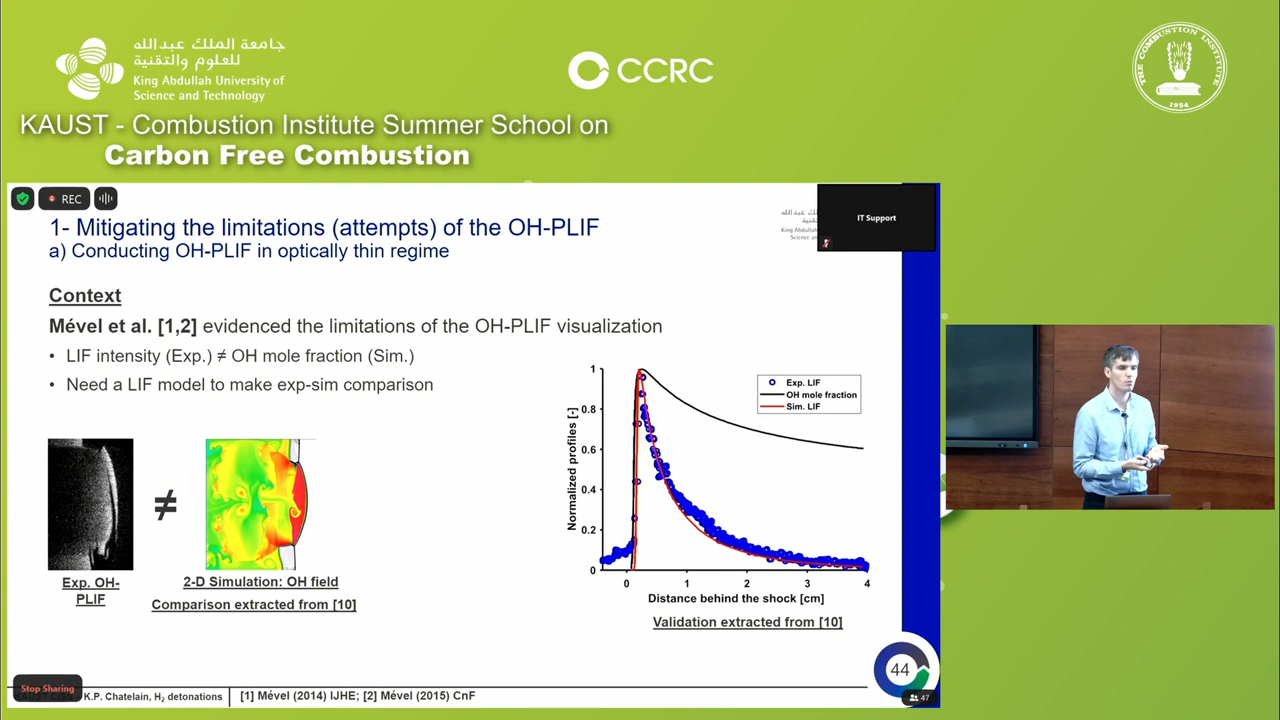 جامعة الملك عبدالله
للعلوم والتقنية
King Abdullah University of
Science and Technology
CCRC
THE COMBUSTION INSTITUTE
1954
KAUST - Combustion Institute Summer School on
Carbon Free Combustion
REC
IT Support
1- Mitigating the limitations (attempts) of the OH-PLIF
a) Conducting OH-PLIF in optically thin regime
Context
Mével et al. [1,2] evidenced the limitations of the OH-PLIF visualization
• LIF intensity (Exp.) ≠ OH mole fraction (Sim.)
• Need a LIF model to make exp-sim comparison
≠
Exp. OH-
PLIF
2-D Simulation: OH field
Comparison extracted from [10]
Normalized profiles [-]
1
0.8
0.6
0.4
0.2
0
0 1 2 3 4
Exp. LIF
OH mole fraction
Sim. LIF
Distance behind the shock [cm]
Validation extracted from [10]
44
47
Stop Sharing
K.P. Chatelain, H2 detonations
[1] Mével (2014) IJHE; [2] Mével (2015) CnF